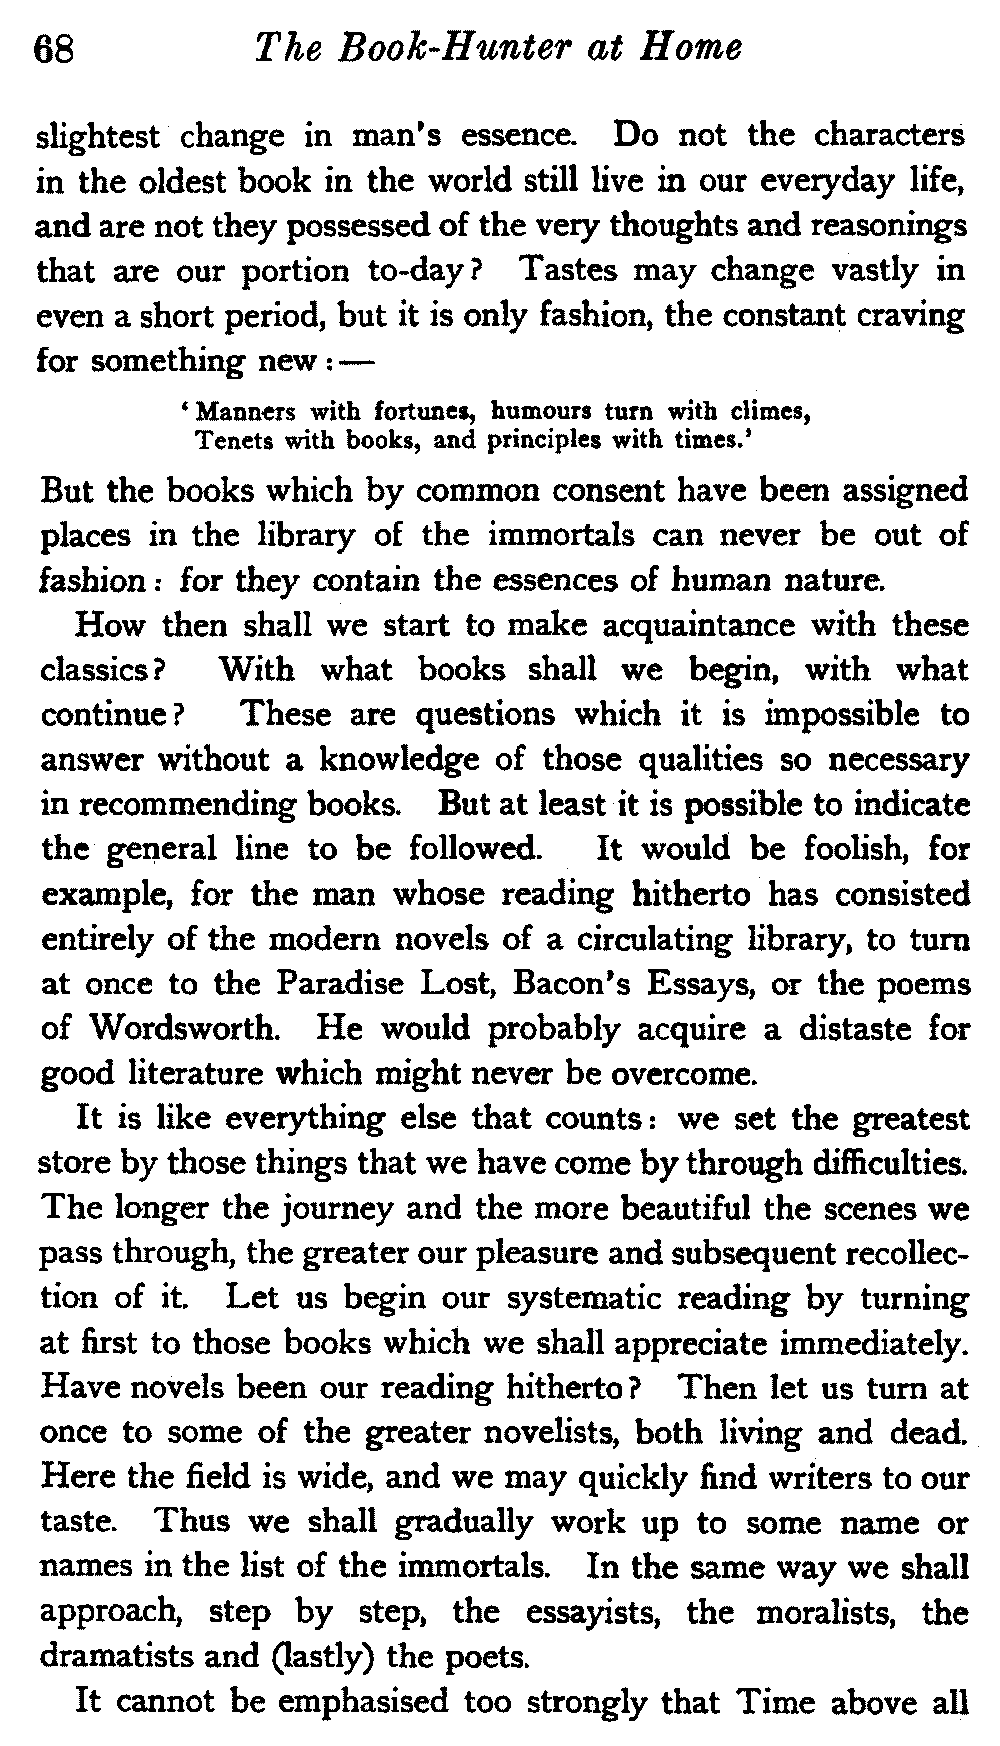 68 The Book-Hunter at Home
slightest change in man's essence. Do not the characters
in the oldest book in the world still live in our everyday life,
and are not they possessed of the very thoughts and reasonings
that are our portion to-day? Tastes may change vastly in
even a short period, but it is only fashion, the constant craving
for something new:—
'Manners with fortunes, humours turn with climes,
Tenets with books, and principles with times.'
But the books which by common consent have been assigned
places in the library of the immortals can never be out of
fashion: for they contain the essences of human nature.
How then shall we start to make acquaintance with these
classics? With what books shall we begin, with what
continue? These are questions which it is impossible to
answer without a knowledge of those qualities so necessary
in recommending books. But at least it is possible to indicate
the general line to be followed. It would be foolish, for
example, for the man whose reading hitherto has consisted
entirely of the modern novels of a circulating library, to turn
at once to the Paradise Lost, Bacon's Essays, or the poems
of Wordsworth. He would probably acquire a distaste for
good literature which might never be overcome.
It is like everything else that counts: we set the greatest
store by those things that we have come by through difficulties.
The longer the journey and the more beautiful the scenes we
pass through, the greater our pleasure and subsequent recollec-
tion of it. Let us begin our systematic reading by turning
at first to those books which we shall appreciate immediately.
Have novels been our reading hitherto? Then let us turn at
once to some of the greater novelists, both living and dead.
Here the field is wide, and we may quickly find writers to our
taste. Thus we shall gradually work up to some name or
names in the list of the immortals. In the same way we shall
approach, step by step, the essayists, the moralists, the
dramatists and (lastly) the poets.
It cannot be emphasised too strongly that Time above all